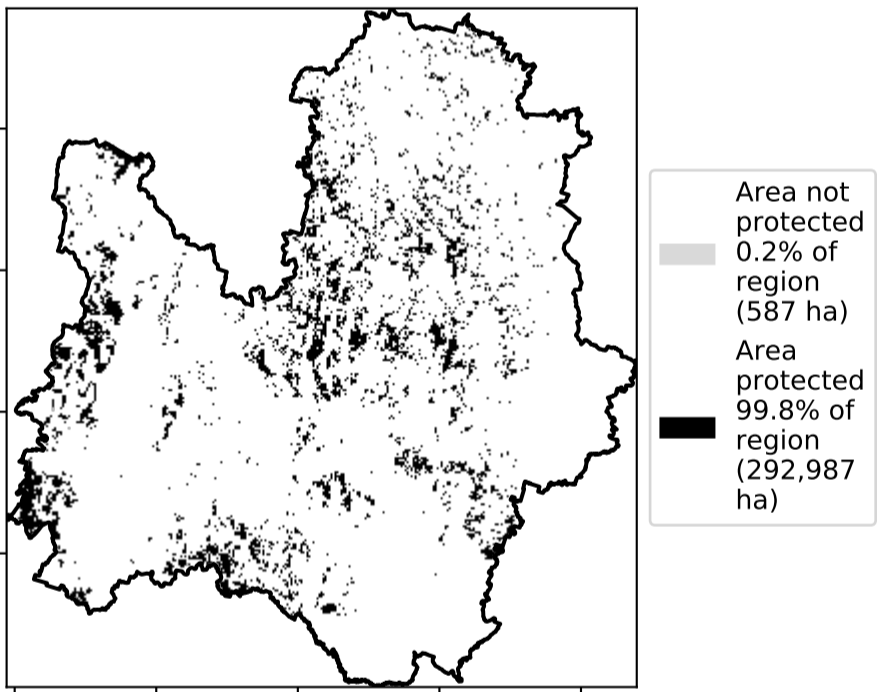 Area not
protected
0.2% of
region
(587 ha)
Area
protected
99.8% of
region
(292,987
ha)